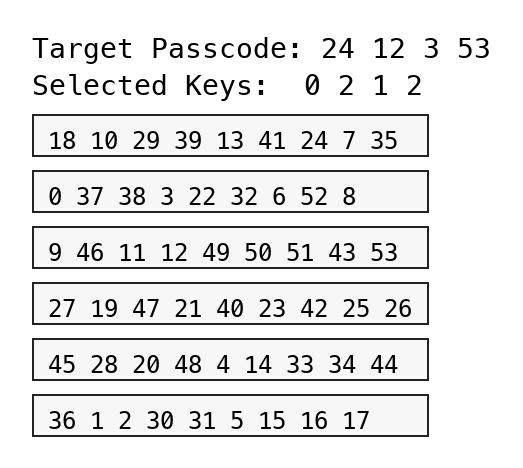 Target Passcode: 24 12 3 53
Selected Keys: 0 2 1 2
18 10 29 39 13 41 24 7 35
0 37 38 3 22 32 6 52 8
9 46 11 12 49 50 51 43 53
27 19 47 21 40 23 42 25 26
45 28 20 48 4 14 33 34 44
36 1 2 30 31 5 15 16 17